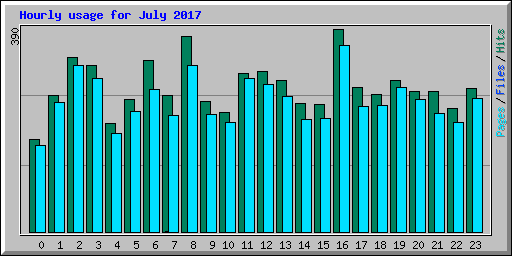 Hourly usage for July 2017
390
Pages/Files/Hits
0 1 2 3 4 5 6 7 8 9 10 11 12 13 14 15 16 17 18 19 20 21 22 23